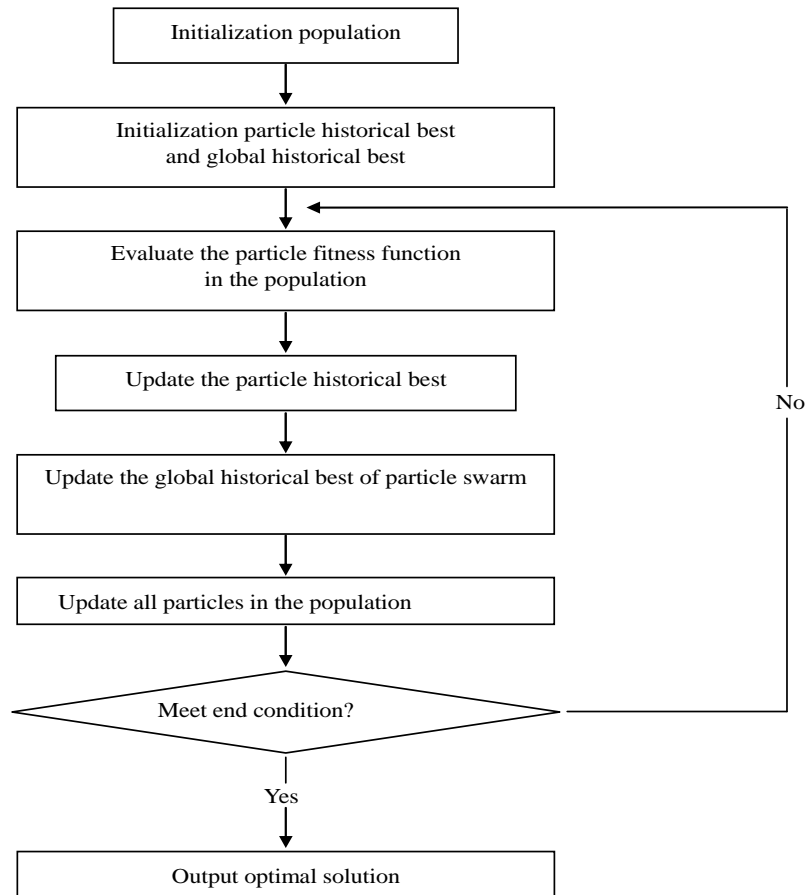 Initialization population
Initialization particle historical best
and global historical best
Evaluate the particle fitness function
in the population
Update the particle historical best
No
Update the global historical best of particle swarm
Update all particles in the population
Meet end condition?
Yes
Output optimal solution